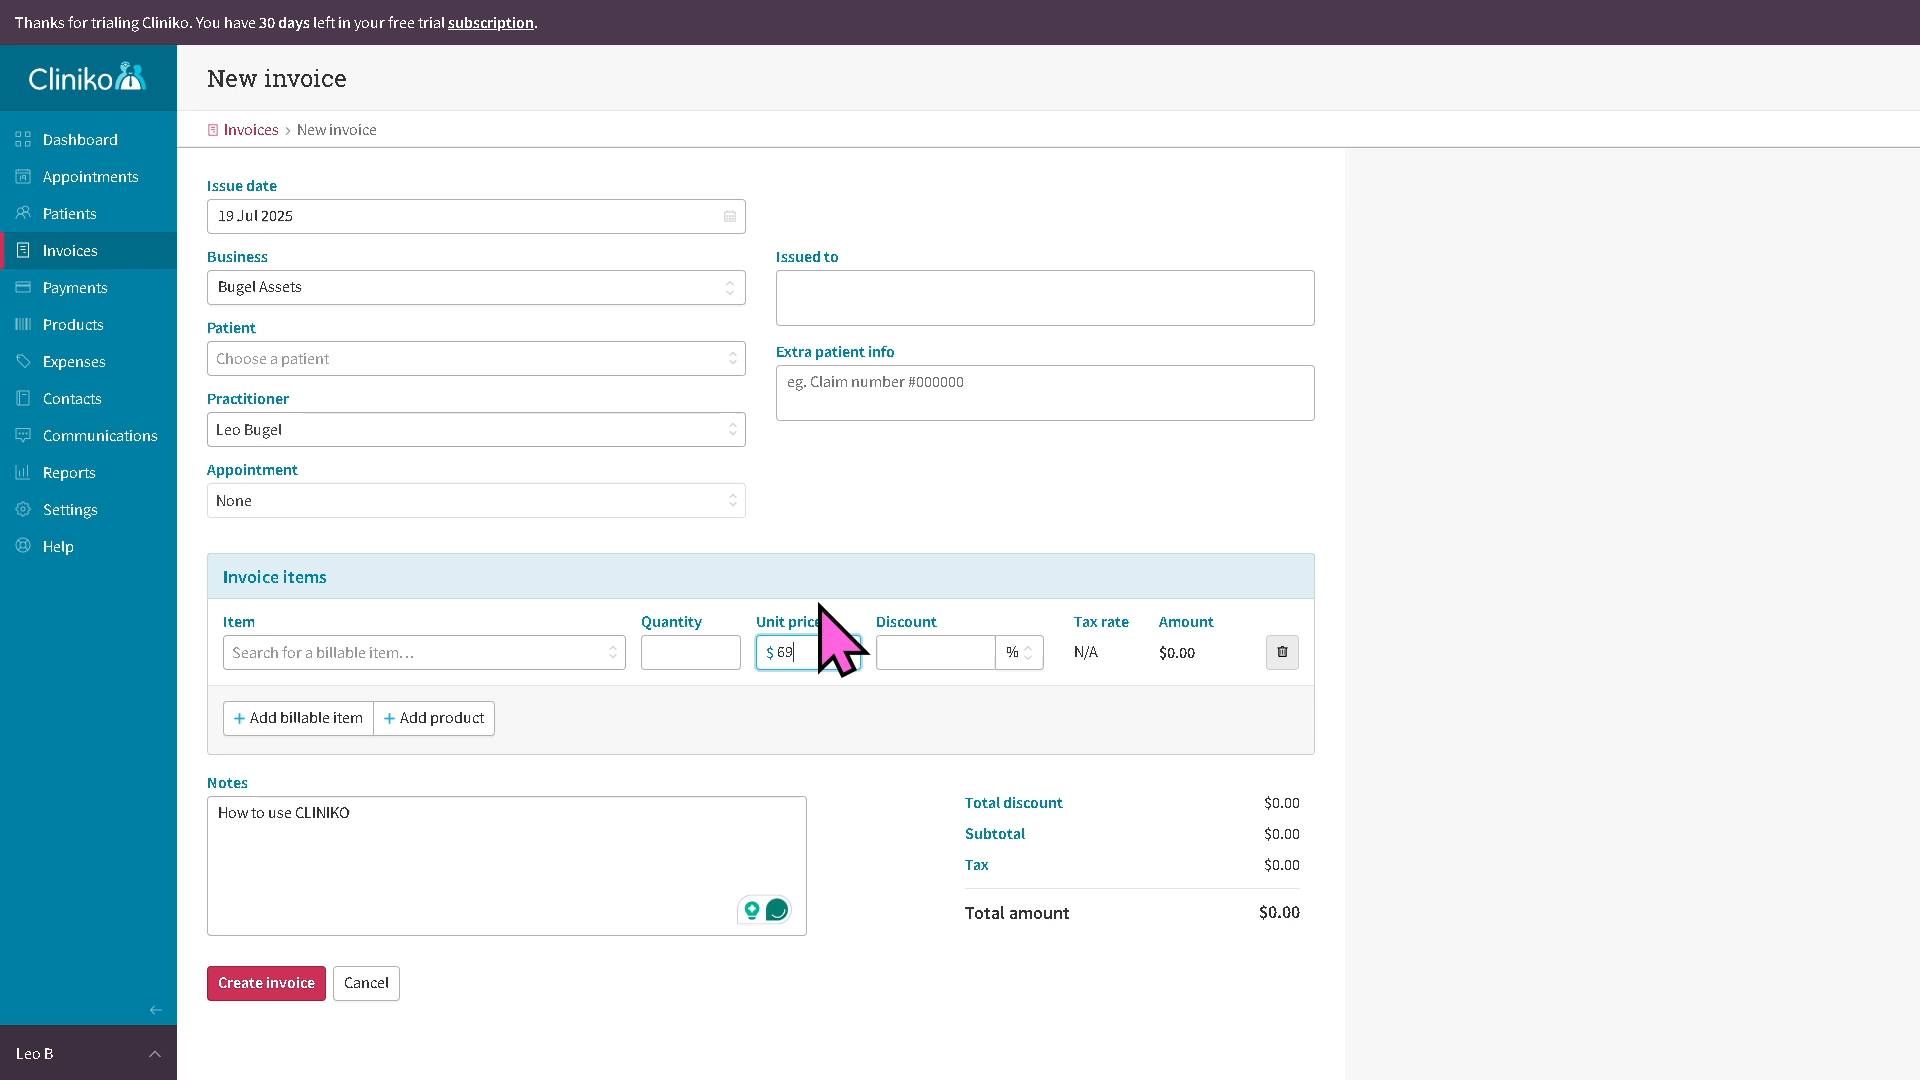 Thanks for trialing Cliniko. You have 30 days left in your free trial subscription.
Cliniko
New invoice
Invoices › New invoice
Dashboard
Appointments
Patients
Invoices
Payments
Products
Expenses
Contacts
Communications
Reports
Settings
Help
Leo B
Issue date
19 Jul 2025
Business
Bugel Assets
Patient
Choose a patient
Practitioner
Leo Bugel
Appointment
None
Issued to
Extra patient info
eg. Claim number #000000
Invoice items
Item Quantity Unit price Discount Tax rate Amount
Search for a billable item... $ 69 % N/A $0.00
+ Add billable item + Add product
Notes
How to use CLINIKO
Total discount $0.00
Subtotal $0.00
Tax $0.00
Total amount $0.00
Create invoice Cancel